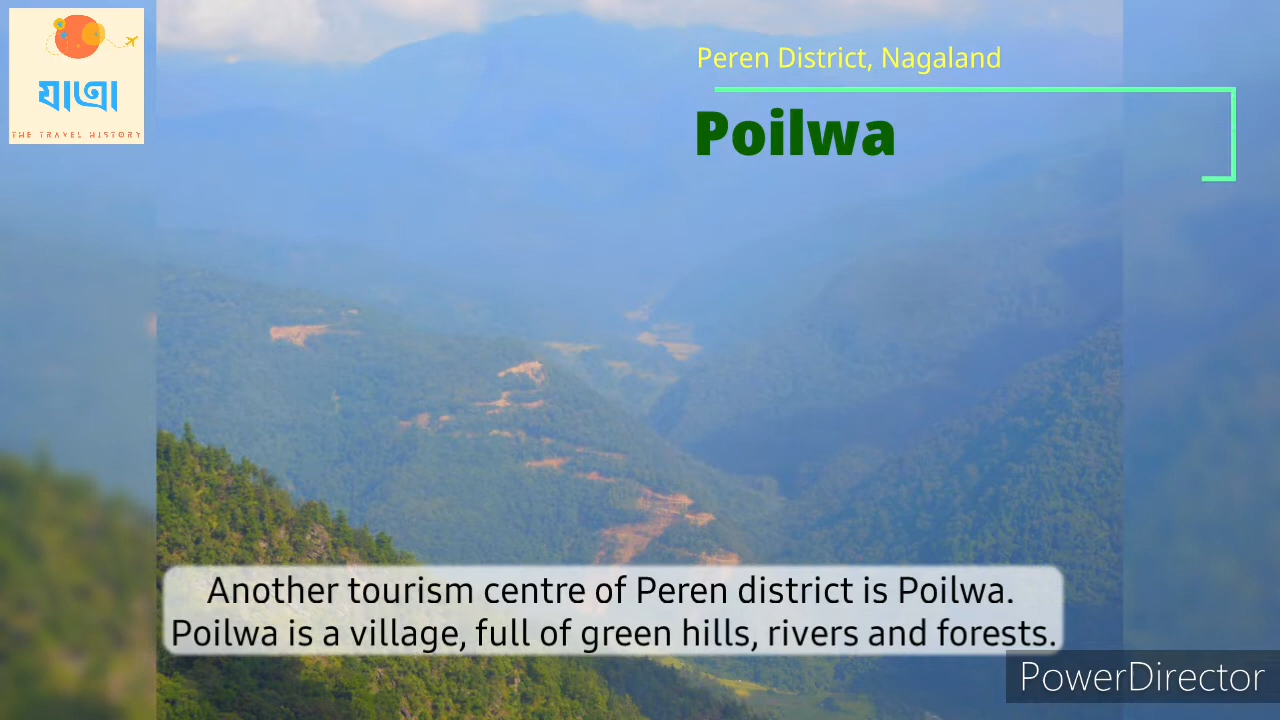 যাত্রা
THE TRAVEL HISTORY
Peren District, Nagaland
Poilwa
Another tourism centre of Peren district is Poilwa.
Poilwa is a village, full of green hills, rivers and forests.
PowerDirector